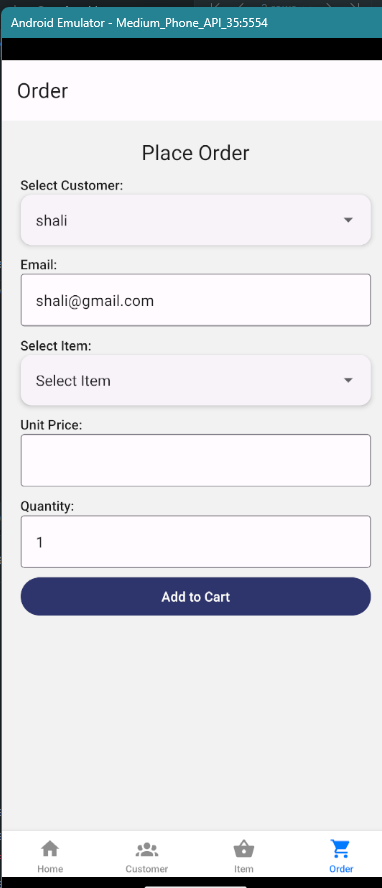 Android Emulator - Medium_Phone_API_35:5554
Order
Place Order
Select Customer:
shali
Email:
shali@gmail.com
Select Item:
Select Item
Unit Price:
Quantity:
1
Add to Cart
Home Customer Item Order